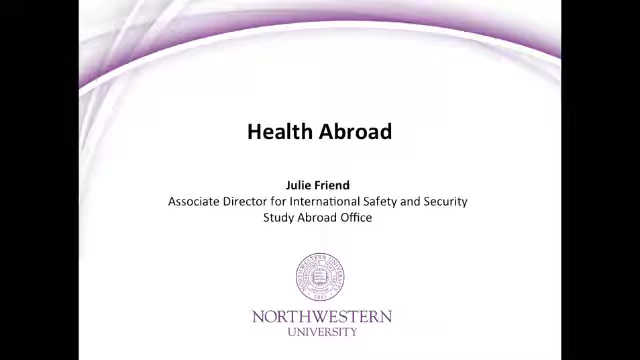 Health Abroad
Julie Friend
Associate Director for International Safety and Security
Study Abroad Office
NORTHWESTERN
UNIVERSITY